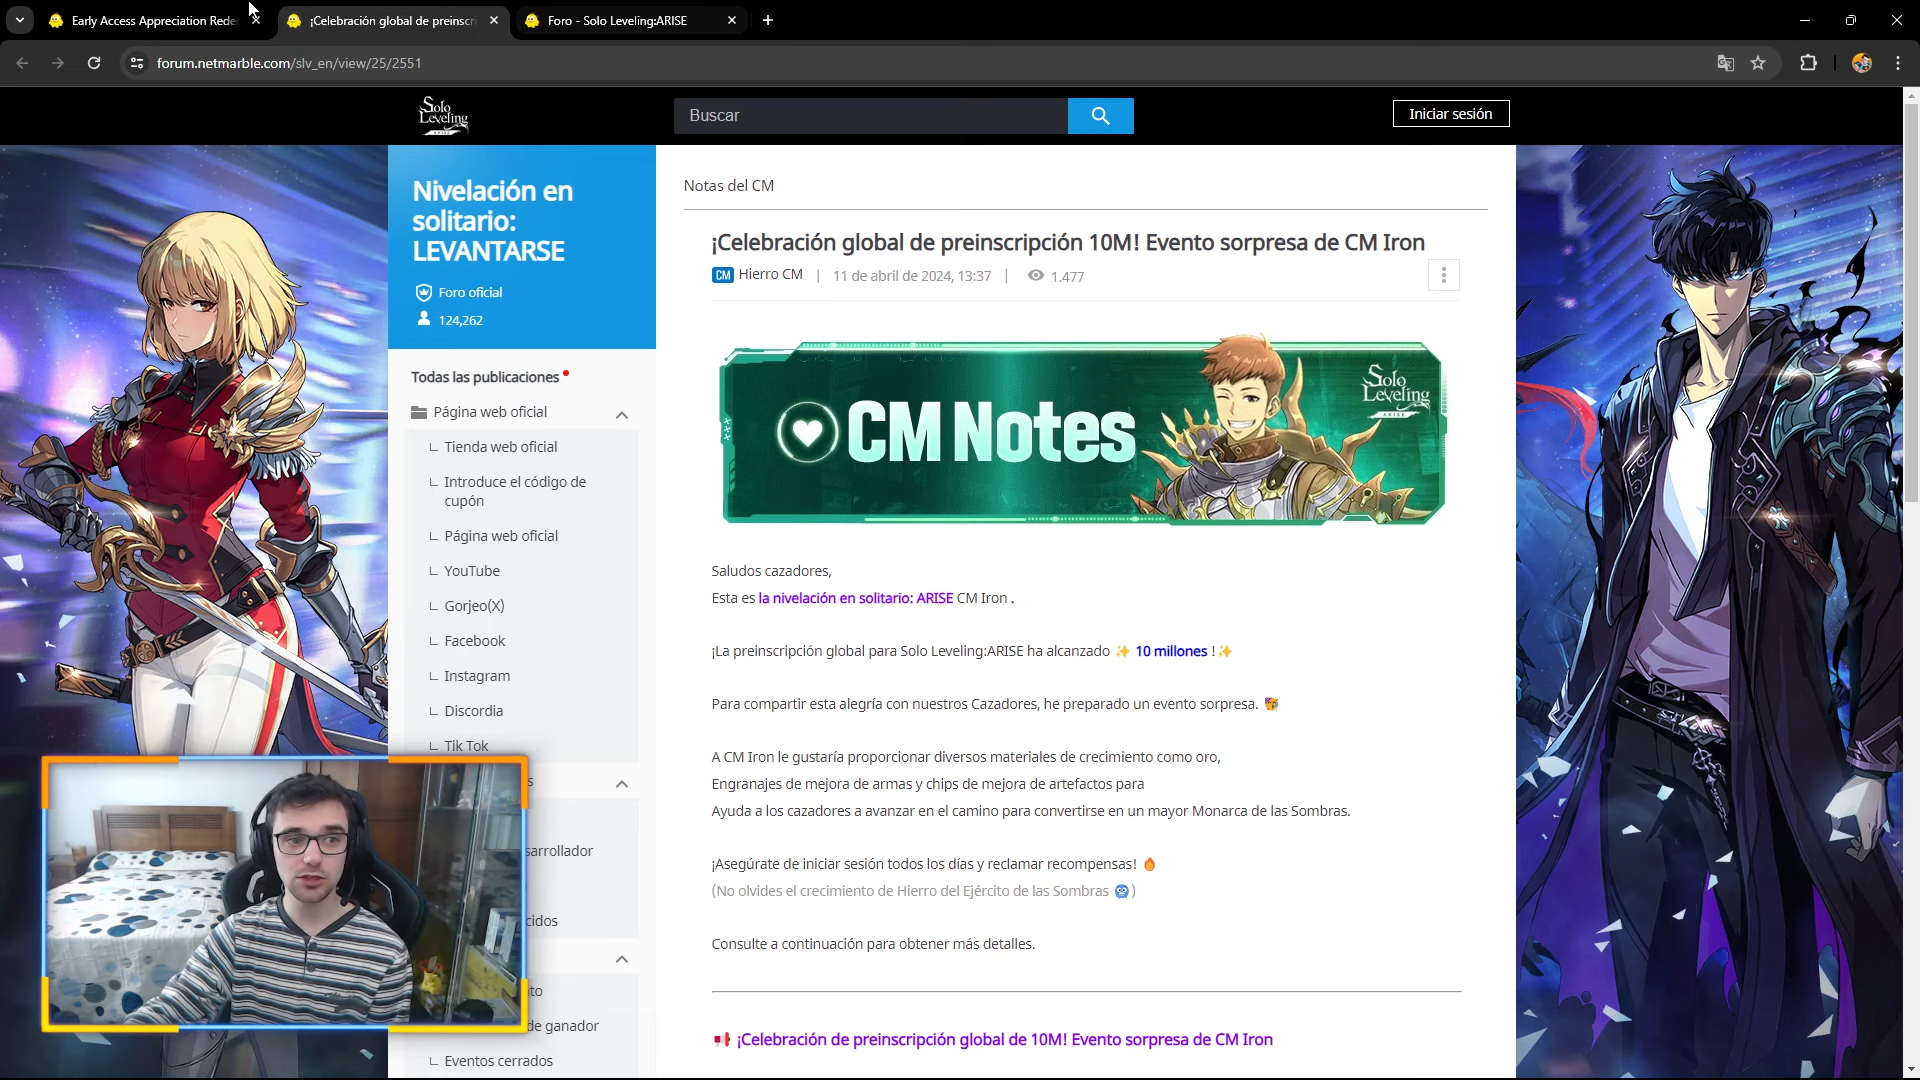 Early Access Appreciation Rede
¡Celebración global de preinscri
Foro - Solo Leveling:ARISE
forum.netmarble.com/slv_en/view/25/2551
Solo
Leveling
ARISE
Buscar
Iniciar sesión
Nivelación en
solitario:
LEVANTARSE
Foro oficial
124,262
Todas las publicaciones
Página web oficial
Tienda web oficial
Introduce el código de
cupón
Página web oficial
YouTube
Gorjeo(X)
Facebook
Instagram
Discordia
Tik Tok
s
sarrollador
cidos
to
de ganador
Eventos cerrados
Notas del CM
¡Celebración global de preinscripción 10M! Evento sorpresa de CM Iron
CM Hierro CM | 11 de abril de 2024, 13:37 | 1.477
CM Notes
Solo
Leveling
ARISE
Saludos cazadores,
Esta es la nivelación en solitario: ARISE CM Iron .
¡La preinscripción global para Solo Leveling:ARISE ha alcanzado ✨ 10 millones !✨
Para compartir esta alegría con nuestros Cazadores, he preparado un evento sorpresa. 🥳
A CM Iron le gustaría proporcionar diversos materiales de crecimiento como oro,
Engranajes de mejora de armas y chips de mejora de artefactos para
Ayuda a los cazadores a avanzar en el camino para convertirse en un mayor Monarca de las Sombras.
¡Asegúrate de iniciar sesión todos los días y reclamar recompensas! 🔥
(No olvides el crecimiento de Hierro del Ejército de las Sombras 🥶)
Consulte a continuación para obtener más detalles.
📢 ¡Celebración de preinscripción global de 10M! Evento sorpresa de CM Iron